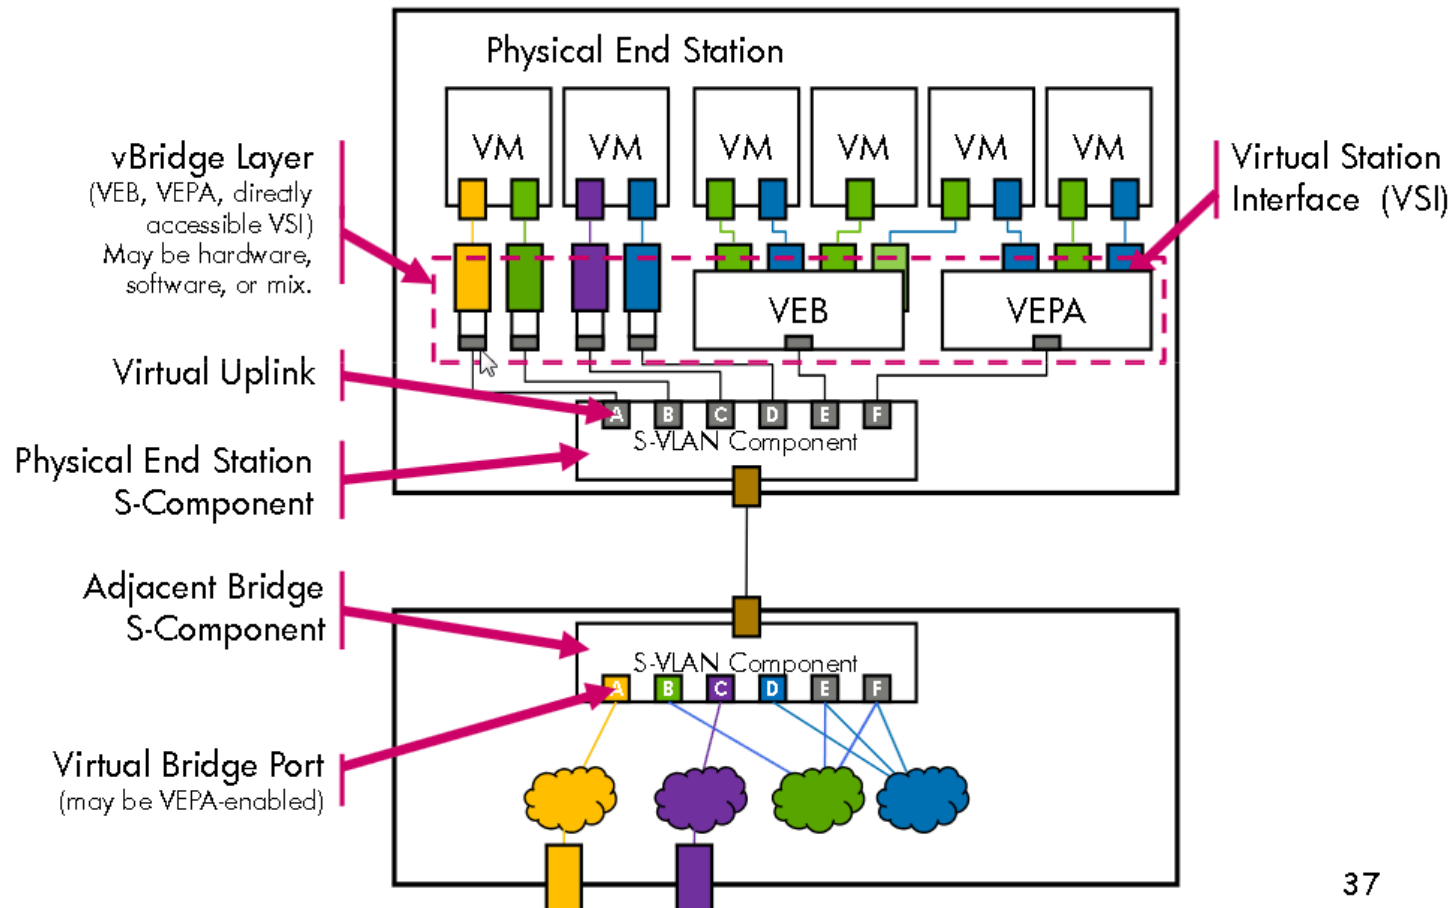 Physical End Station
VM VM VM VM VM VM
vBridge Layer
(VEB, VEPA, directly
accessible VSI)
May be hardware,
software, or mix.
Virtual Station
Interface (VSI)
VEB
VEPA
Virtual Uplink
A B C D E F
S-VLAN Component
Physical End Station
S-Component
Adjacent Bridge
S-Component
S-VLAN Component
A B C D E F
Virtual Bridge Port
(may be VEPA-enabled)
37